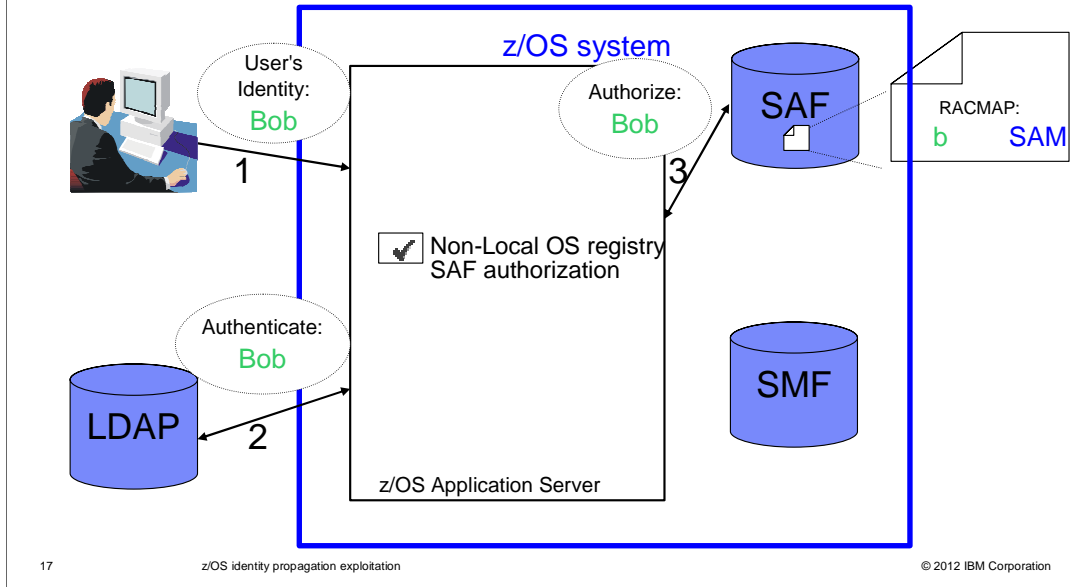 z/OS system
User's
Identity:
Bob
1
Authorize:
Bob
3
SAF
RACMAP:
b SAM
Non-Local OS registry
SAF authorization
Authenticate:
Bob
2
LDAP
SMF
z/OS Application Server
17 z/OS identity propagation exploitation © 2012 IBM Corporation